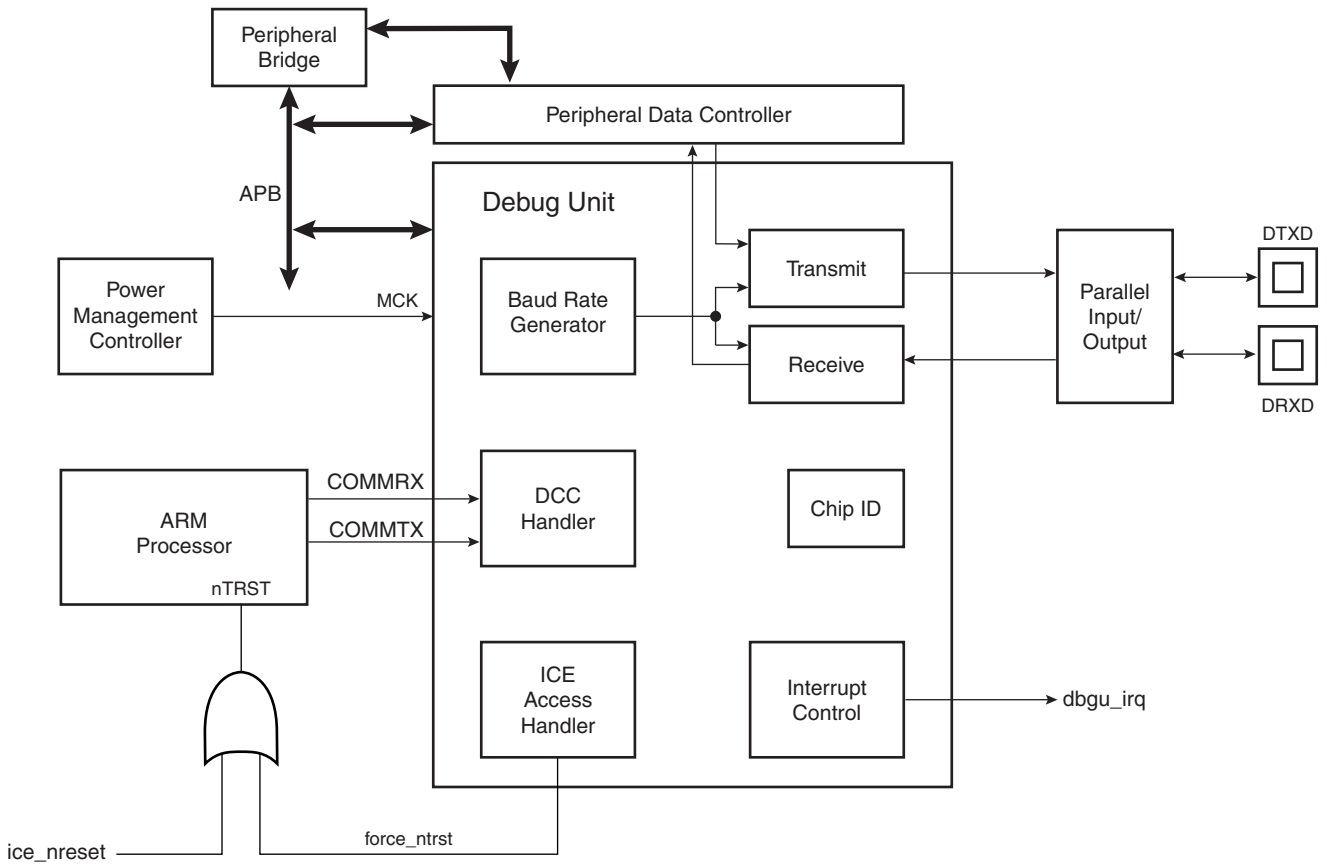 Peripheral
Bridge
Peripheral Data Controller
APB
Debug Unit
Power
Management
Controller
MCK
Baud Rate
Generator
Transmit
Receive
Parallel
Input/
Output
DTXD
DRXD
ARM
Processor
nTRST
COMMRX
COMMTX
DCC
Handler
Chip ID
ICE
Access
Handler
Interrupt
Control
dbgu_irq
ice_nreset
force_ntrst